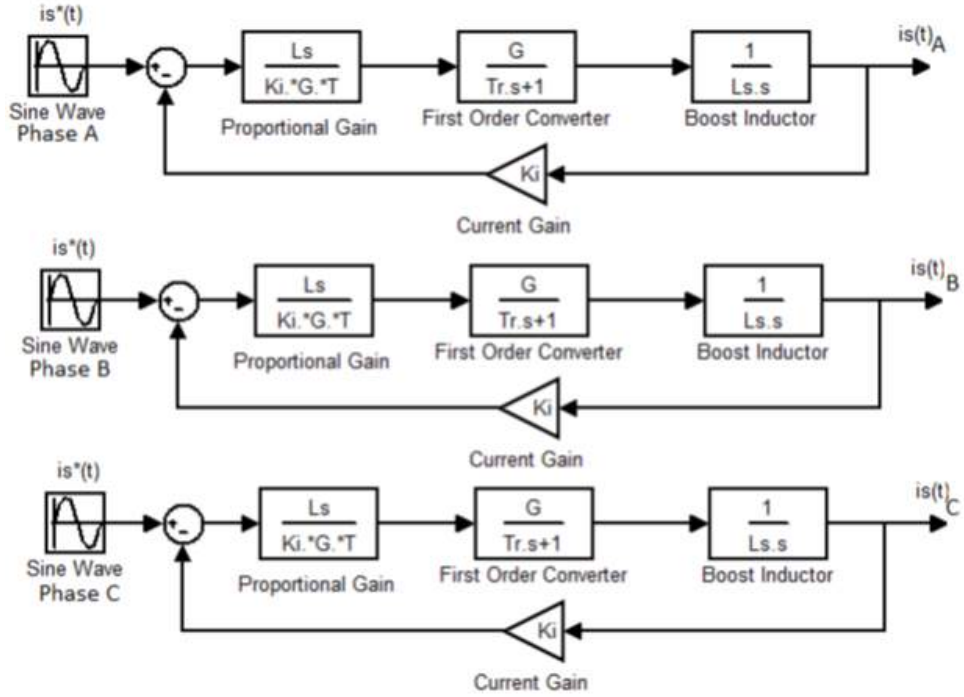 is*(t)
+
-
Ls
Ki.*G.*T
G
Tr.s+1
1
Ls.s
is(t)A
Sine Wave
Phase A
Proportional Gain
First Order Converter
Boost Inductor
Ki
Current Gain
is*(t)
+
-
Ls
Ki.*G.*T
G
Tr.s+1
1
Ls.s
is(t)B
Sine Wave
Phase B
Proportional Gain
First Order Converter
Boost Inductor
Ki
Current Gain
is*(t)
+
-
Ls
Ki.*G.*T
G
Tr.s+1
1
Ls.s
is(t)C
Sine Wave
Phase C
Proportional Gain
First Order Converter
Boost Inductor
Ki
Current Gain